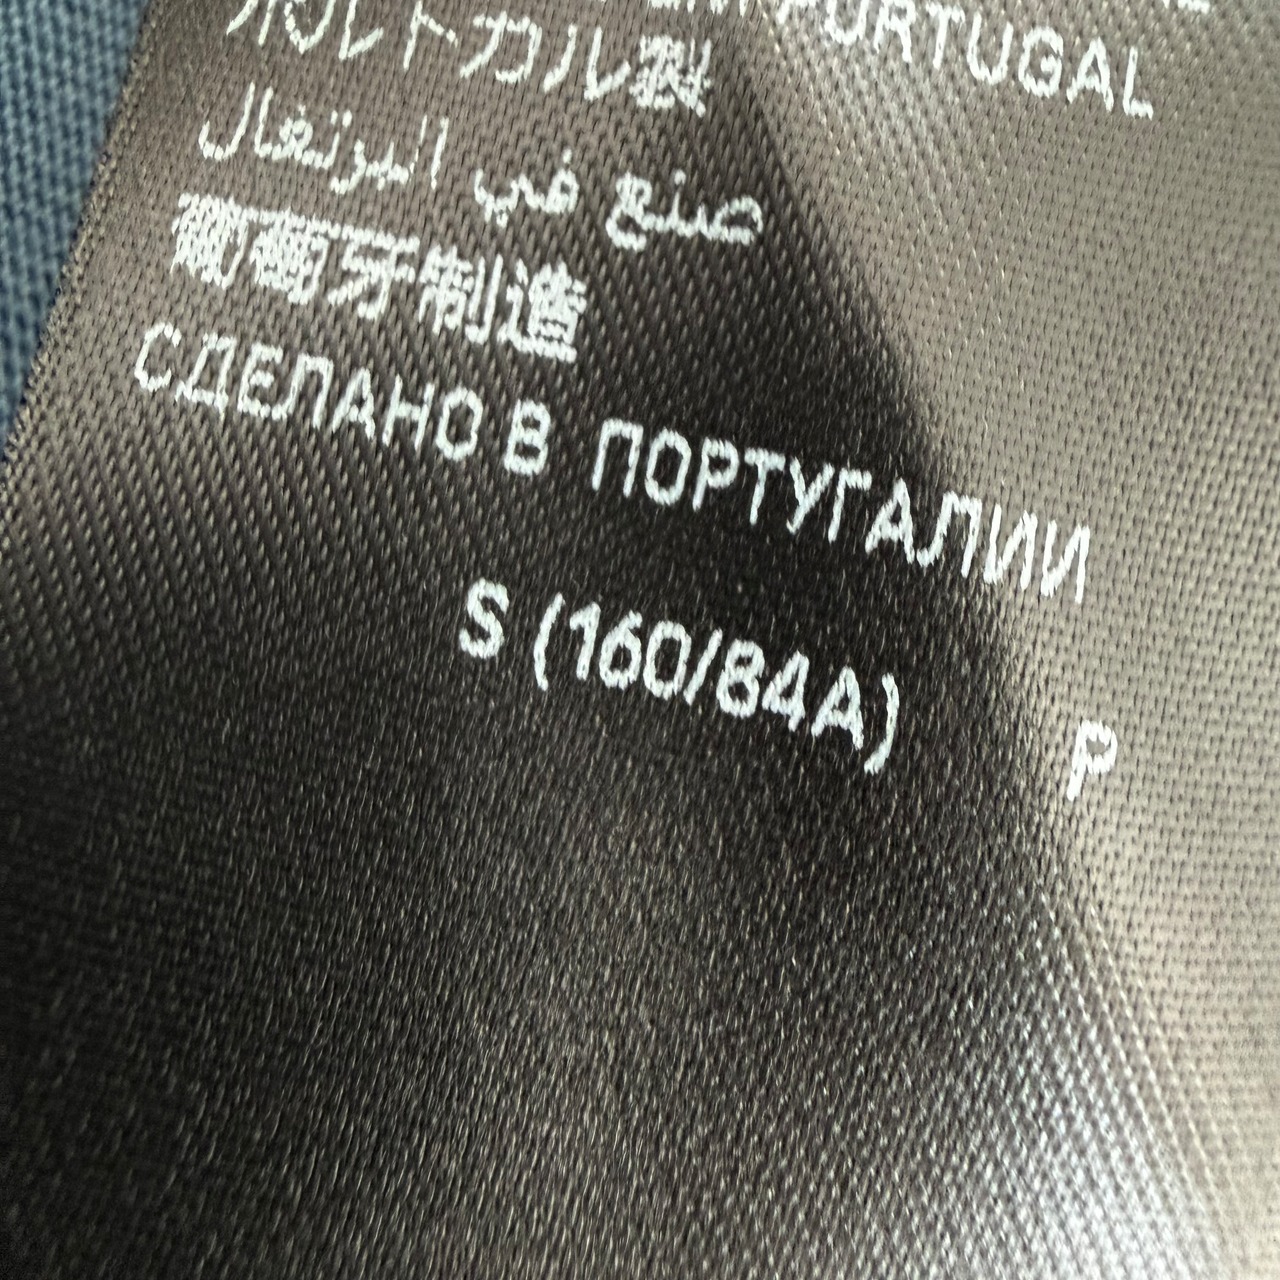 PORTUGAL
ポルトガル製
صنع في البرتغال
葡萄牙制造
СДЕЛАНО В ПОРТУГАЛИИ
S (160/84A) P